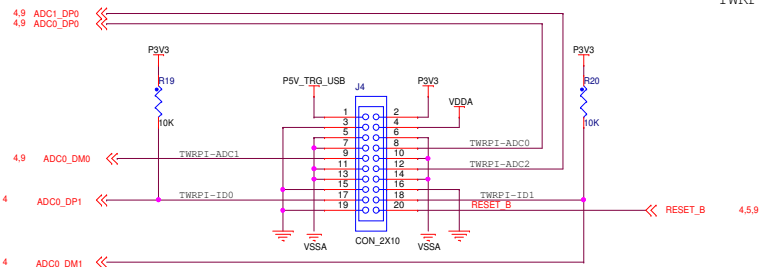 TWRPI
4,9 ADC1_DP0
4,9 ADC0_DP0
P3V3
P3V3
R19
P5V_TRG_USB
J4
P3V3
R20
VDDA
10K
1 2
10K
3 4
5 6
7 8 TWRPI-ADC0
4,9 ADC0_DM0 TWRPI-ADC1 9 10
11 12 TWRPI-ADC2
13 14
15 16
4 ADC0_DP1 TWRPI-ID0 17 18 TWRPI-ID1
19 20 RESET_B RESET_B 4,5,9
VSSA CON_2X10 VSSA
4 ADC0_DM1